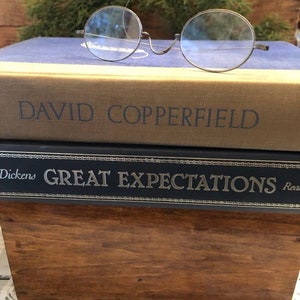 DAVID COPPERFIELD
Dickens GREAT EXPECTATIONS